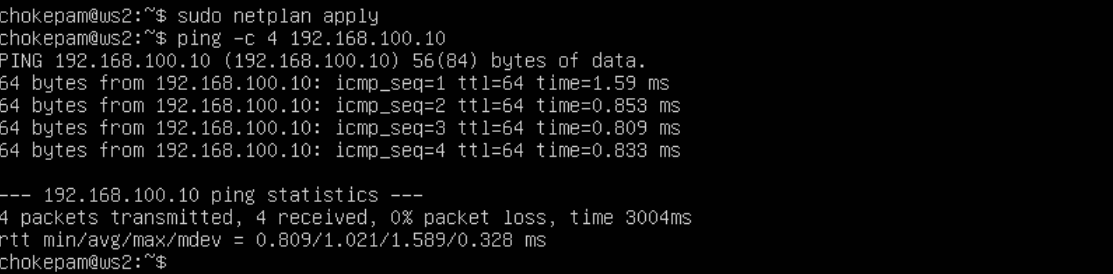 chokepam@ws2:~$ sudo netplan apply
chokepam@ws2:~$ ping -c 4 192.168.100.10
PING 192.168.100.10 (192.168.100.10) 56(84) bytes of data.
64 bytes from 192.168.100.10: icmp_seq=1 ttl=64 time=1.59 ms
64 bytes from 192.168.100.10: icmp_seq=2 ttl=64 time=0.853 ms
64 bytes from 192.168.100.10: icmp_seq=3 ttl=64 time=0.809 ms
64 bytes from 192.168.100.10: icmp_seq=4 ttl=64 time=0.833 ms
--- 192.168.100.10 ping statistics ---
4 packets transmitted, 4 received, 0% packet loss, time 3004ms
rtt min/avg/max/mdev = 0.809/1.021/1.589/0.328 ms
chokepam@ws2:~$